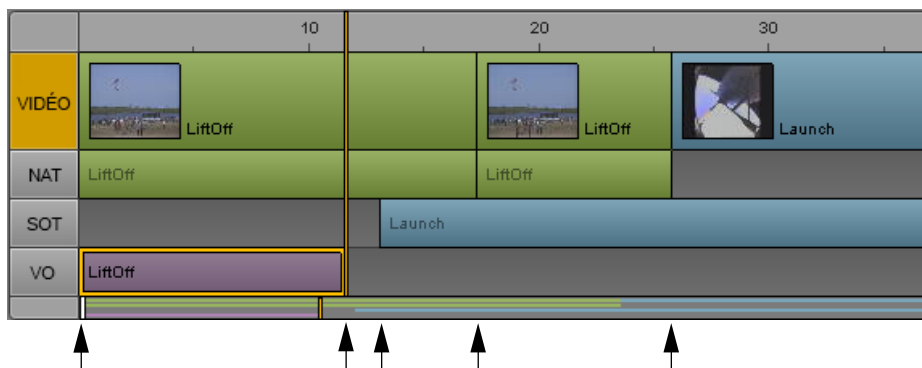 10 20 30
VIDÉO LiftOff LiftOff Launch
NAT LiftOff LiftOff
SOT Launch
VO LiftOff